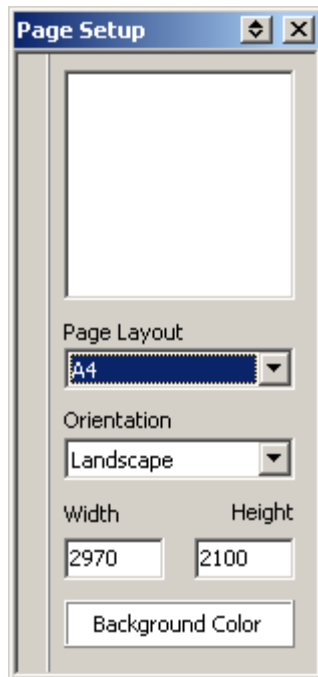 Page Setup
Page Layout
A4
Orientation
Landscape
Width Height
2970 2100
Background Color